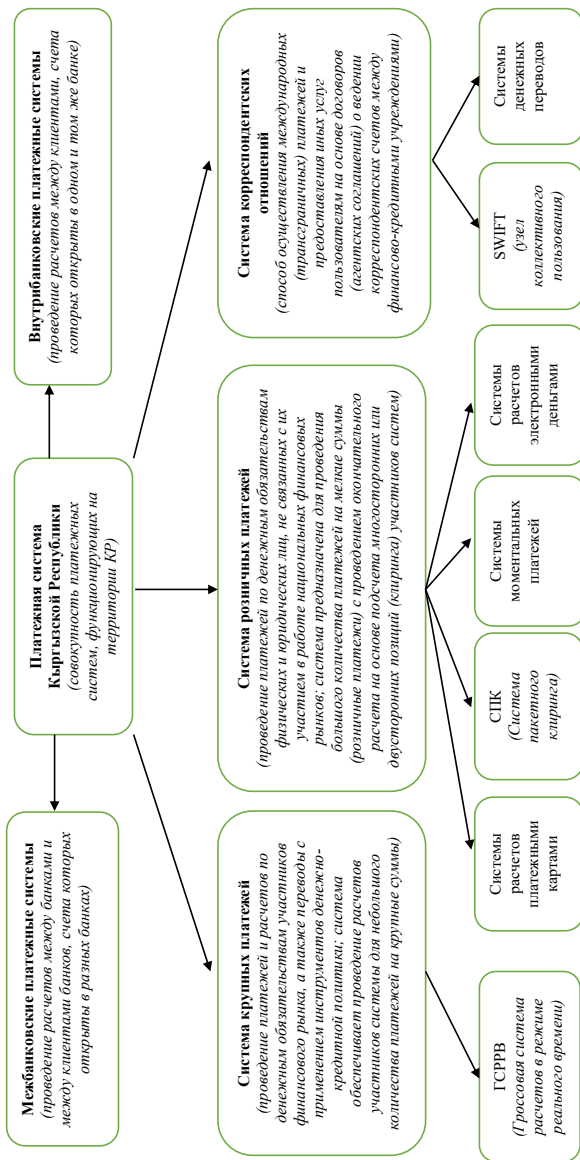 Межбанковские платежные системы
(проведение расчетов между банками и
между клиентами банков, счета которых
открыты в разных банках)
Платежная система
Кыргызской Республики
(совокупность платежных
систем, функционирующих на
территории КР)
Внутрибанковские платежные системы
(проведение расчетов между клиентами, счета
которых открыты в одном и том же банке)
Система крупных платежей
(проведение платежей и расчетов по
денежным обязательствам участников
финансового рынка, а также переводы с
применением инструментов денежно-
кредитной политики; система
обеспечивает проведение расчетов
участников системы для небольшого
количества платежей на крупные суммы)
Система розничных платежей
(проведение платежей по денежным обязательствам
физических и юридических лиц, не связанных с их
участием в работе национальных финансовых
рынков; система предназначена для проведения
большого количества платежей на мелкие суммы
(розничные платежи) с проведением окончательного
расчета на основе подсчета многосторонних или
двусторонних позиций (клиринга) участников систем)
Система корреспондентских
отношений
(способ осуществления международных
(трансграничных) платежей и
предоставления иных услуг
пользователям на основе договоров
(агентских соглашений) о ведении
корреспондентских счетов между
финансово-кредитными учреждениями)
ГСРРВ
(Гроссовая система
расчетов в режиме
реального времени)
Системы
расчетов
платежными
картами
СПК
(Система
пакетного
клиринга)
Системы
моментальных
платежей
Системы
расчетов
электронными
деньгами
SWIFT
(узел
коллективного
пользования)
Системы
денежных
переводов